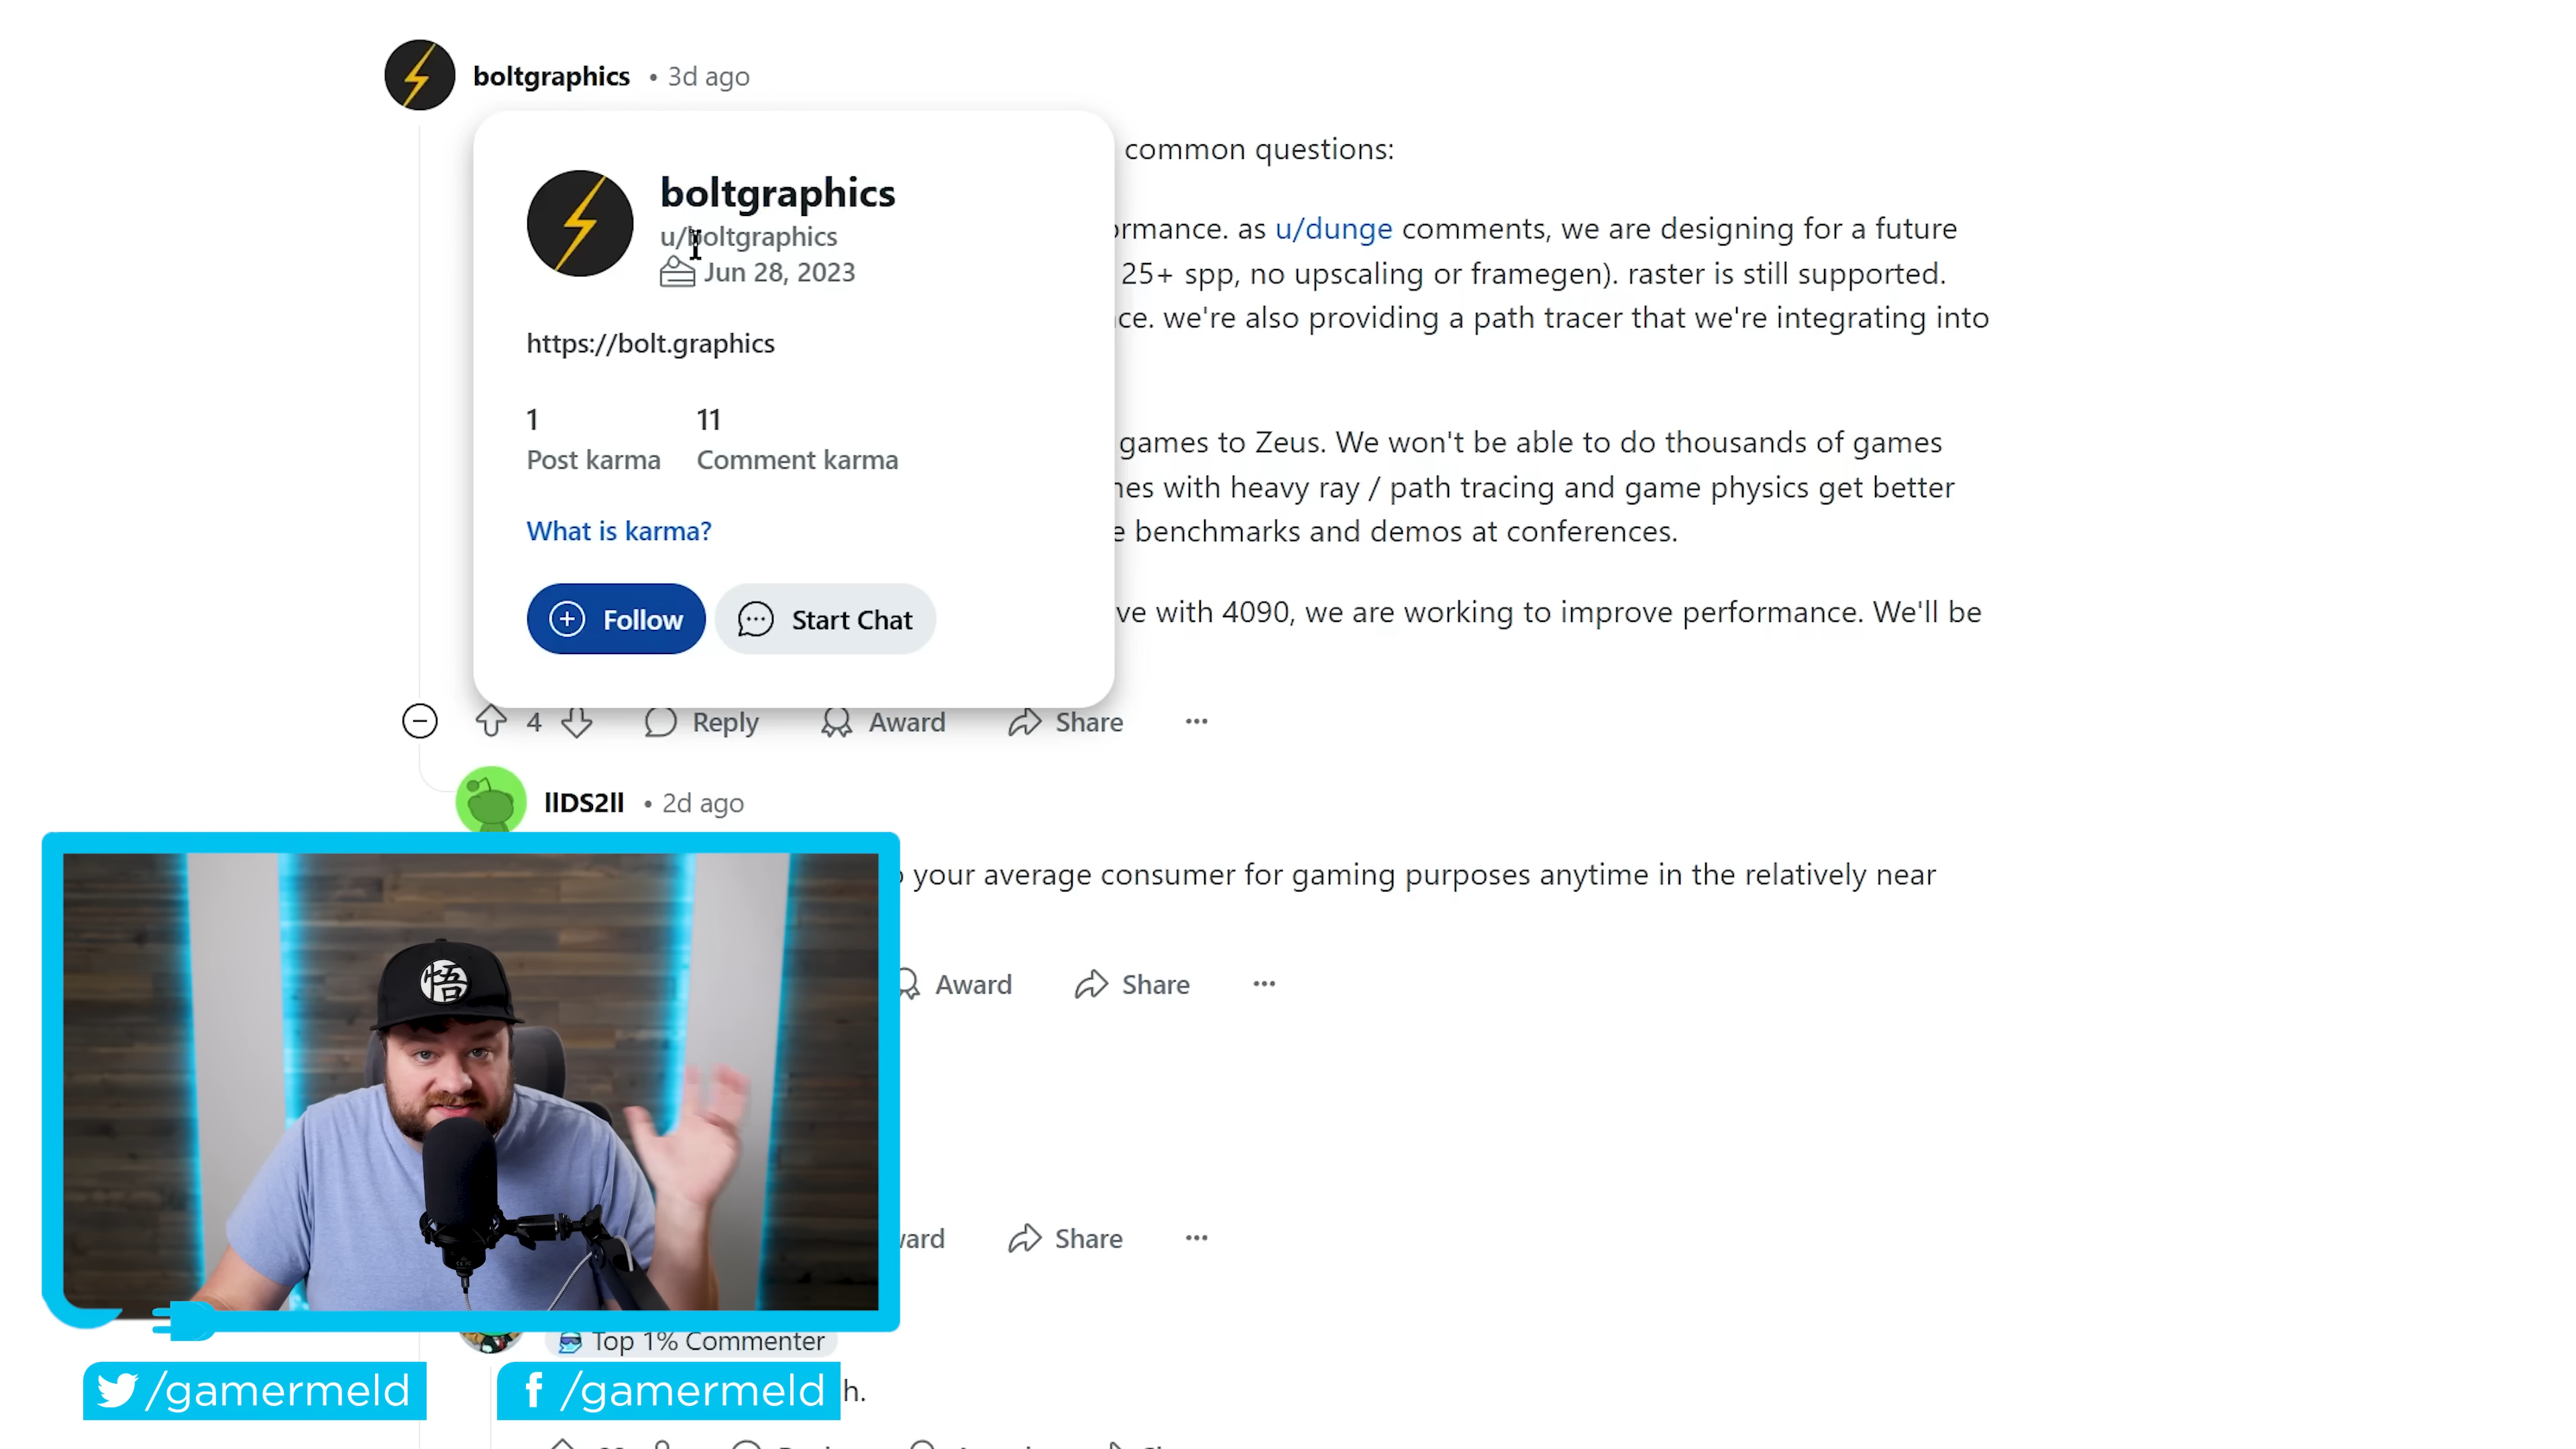 boltgraphics • 3d ago
common questions:
boltgraphics
u/boltgraphics
Jun 28, 2023
https://bolt.graphics
1 11
Post karma Comment karma
What is karma?
Follow Start Chat
as u/dunge comments, we are designing for a future
25+ spp, no upscaling or framegen). raster is still supported.
we're also providing a path tracer that we're integrating into
games to Zeus. We won't be able to do thousands of games
with heavy ray / path tracing and game physics get better
benchmarks and demos at conferences.
with 4090, we are working to improve performance. We'll be
4 Reply Award Share ...
llDS2ll • 2d ago
your average consumer for gaming purposes anytime in the relatively near
Award Share ...
悟
Share ...
Top 1% Commenter
/gamermeld f /gamermeld h.